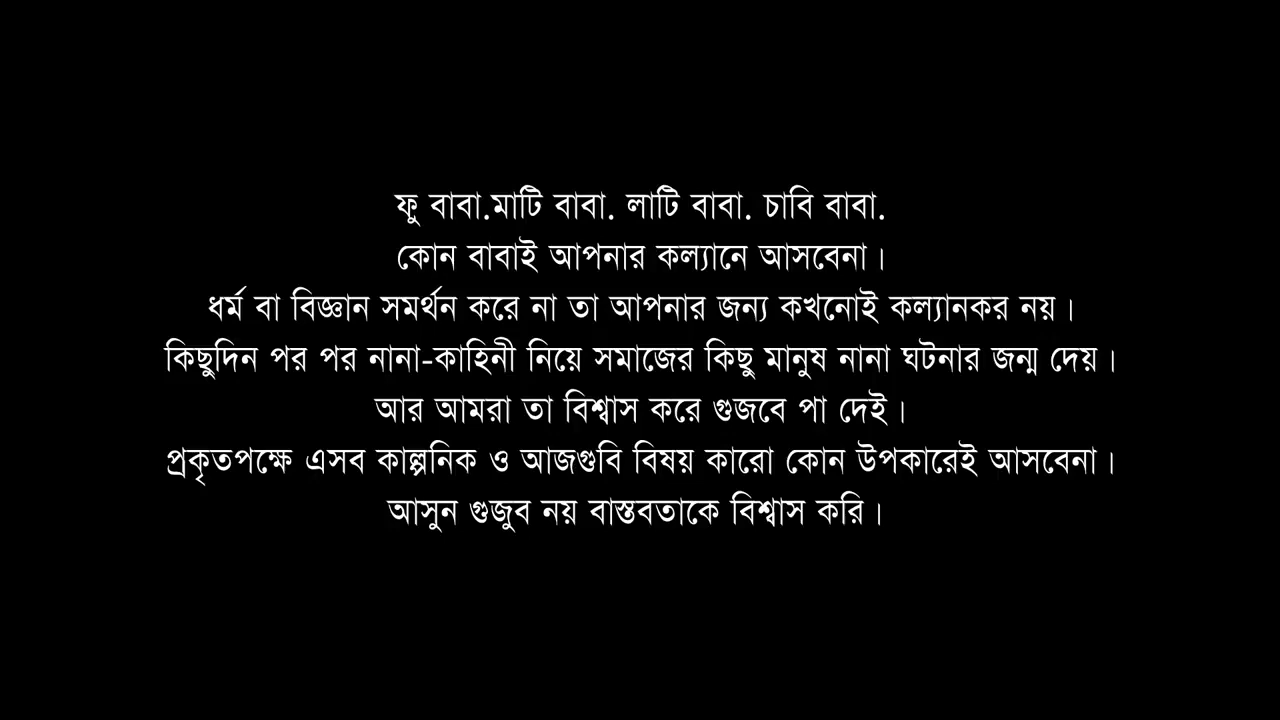 ফু বাবা.মাটি বাবা. লাটি বাবা. চাবি বাবা.
কোন বাবাই আপনার কল্যানে আসবেনা।
ধর্ম বা বিজ্ঞান সমর্থন করে না তা আপনার জন্য কখনোই কল্যানকর নয়।
কিছুদিন পর পর নানা-কাহিনী নিয়ে সমাজের কিছু মানুষ নানা ঘটনার জন্ম দেয়।
আর আমরা তা বিশ্বাস করে গুজবে পা দেই।
প্রকৃতপক্ষে এসব কাল্পনিক ও আজগুবি বিষয় কারো কোন উপকারেই আসবেনা।
আসুন গুজুব নয় বাস্তবতাকে বিশ্বাস করি।